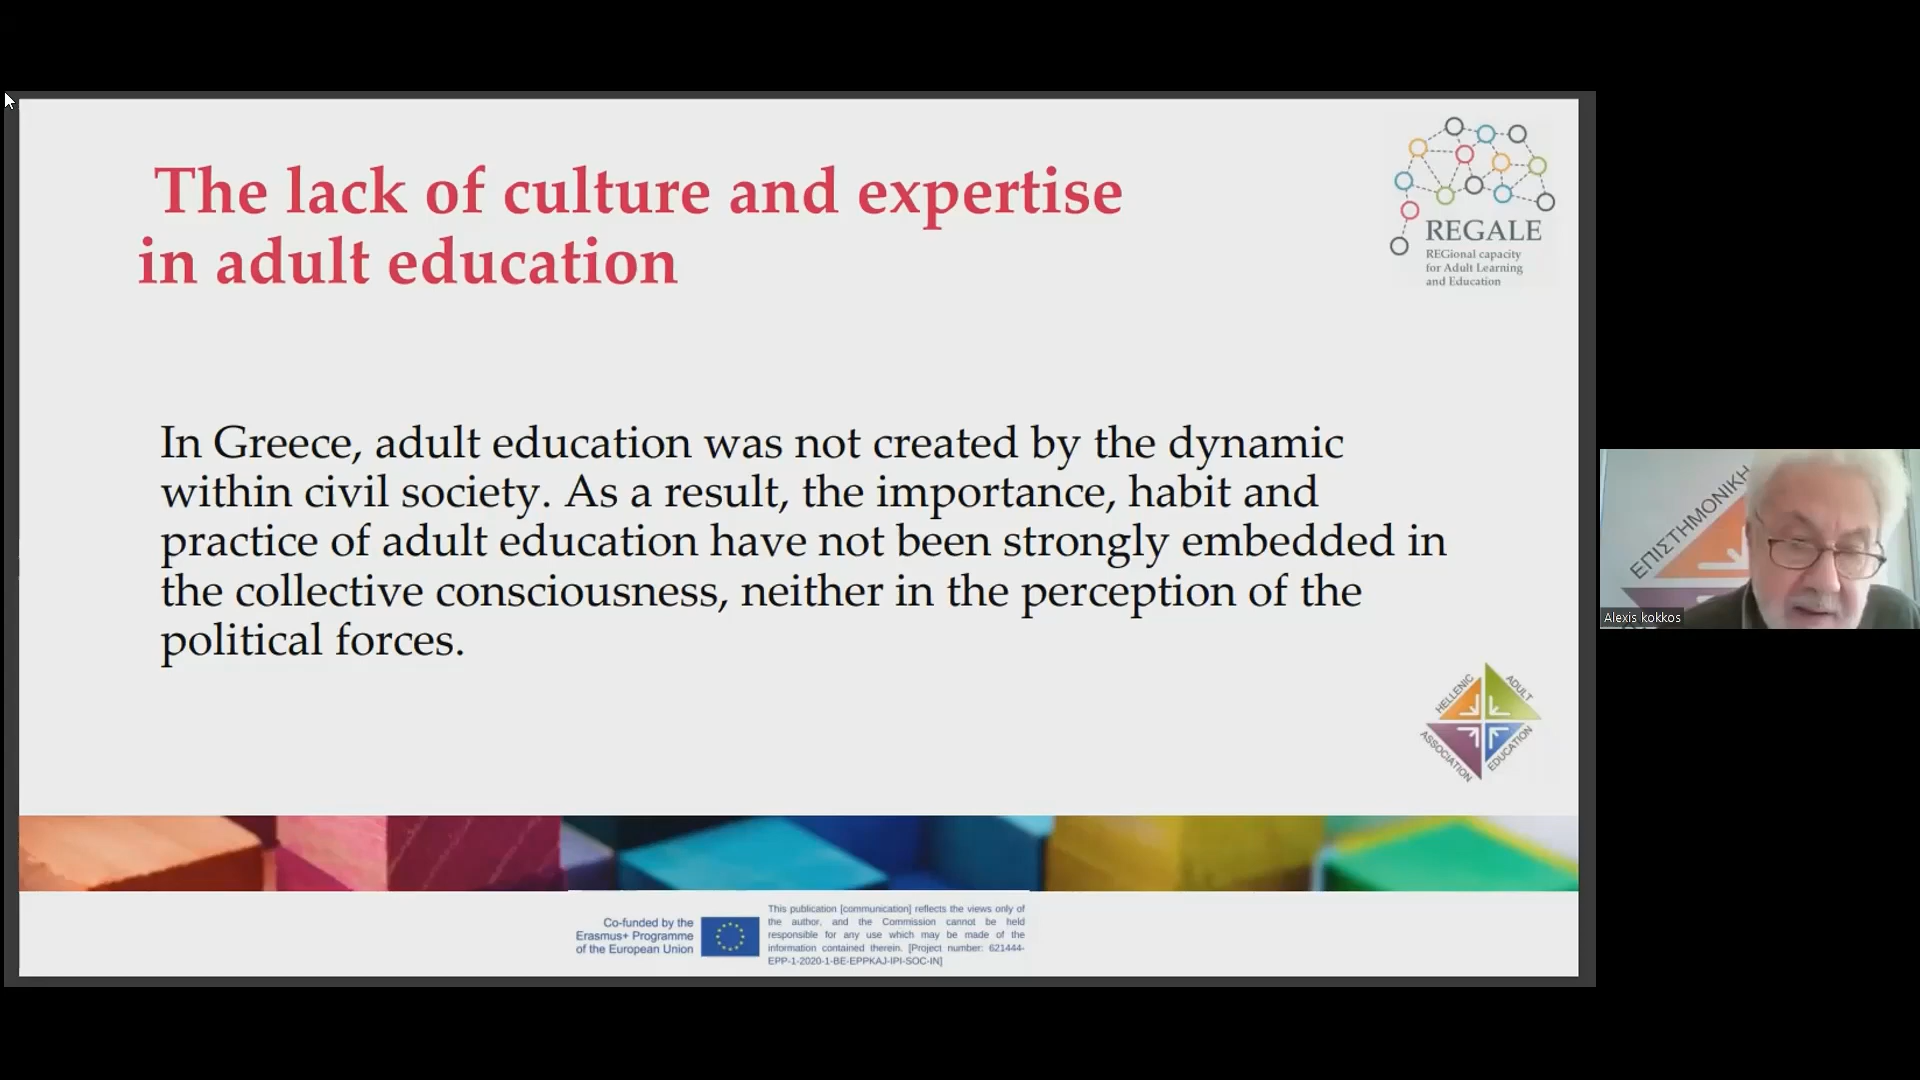 The lack of culture and expertise
in adult education
REGALE
REGional capacity
for Adult Learning
and Education
In Greece, adult education was not created by the dynamic
within civil society. As a result, the importance, habit and
practice of adult education have not been strongly embedded in
the collective consciousness, neither in the perception of the
political forces.
ΕΠΙΣΤΗΜΟΝΙΚΗ
Alexis kokkos
HELLENIC
ADULT
ASSOCIATION
EDUCATION
Co-funded by the
Erasmus+ Programme
of the European Union
This publication [communication] reflects the views only of
the author, and the Commission cannot be held
responsible for any use which may be made of the
information contained therein. [Project number: 621444-
EPP-1-2020-1-BE-EPPKAJ-IPI-SOC-IN]